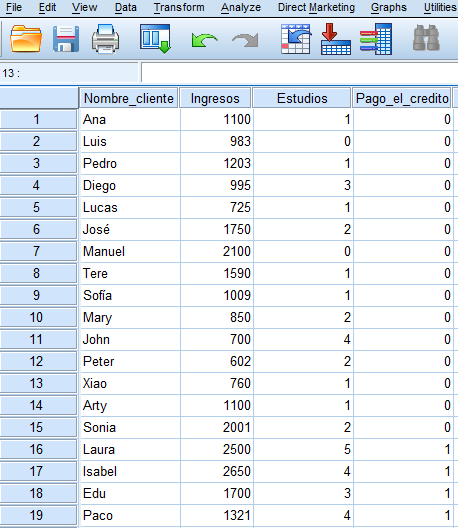 File Edit View Data Transform Analyze Direct Marketing Graphs Utilities
13 :
Nombre_cliente Ingresos Estudios Pago_el_credito
1 Ana 1100 1 0
2 Luis 983 0 0
3 Pedro 1203 1 0
4 Diego 995 3 0
5 Lucas 725 1 0
6 José 1750 2 0
7 Manuel 2100 0 0
8 Tere 1590 1 0
9 Sofía 1009 1 0
10 Mary 850 2 0
11 John 700 4 0
12 Peter 602 2 0
13 Xiao 760 1 0
14 Arty 1100 1 0
15 Sonia 2001 2 0
16 Laura 2500 5 1
17 Isabel 2650 4 1
18 Edu 1700 3 1
19 Paco 1321 4 1